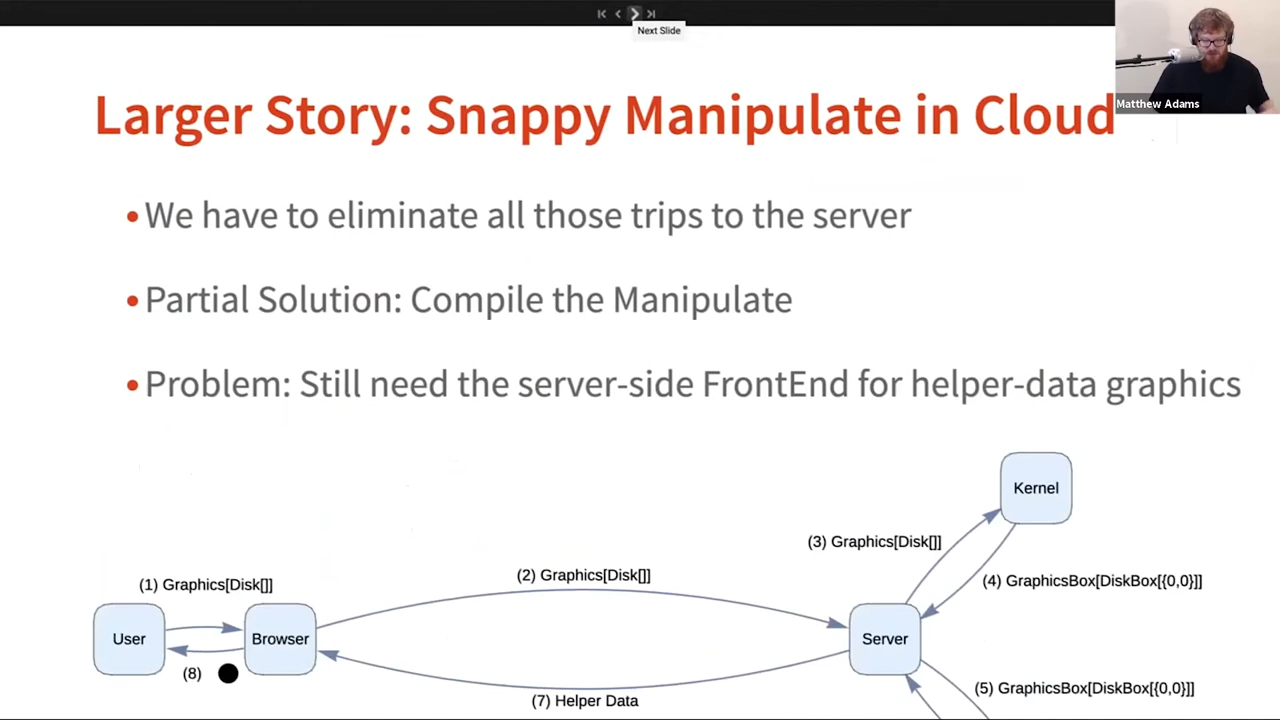 Next Slide
Matthew Adams
Larger Story: Snappy Manipulate in Cloud
•We have to eliminate all those trips to the server
•Partial Solution: Compile the Manipulate
•Problem: Still need the server-side FrontEnd for helper-data graphics
Kernel
(3) Graphics[Disk[]]
(2) Graphics[Disk[]]
(4) GraphicsBox[DiskBox[{0,0}]]
(1) Graphics[Disk[]]
User
Browser
Server
(8)
(5) GraphicsBox[DiskBox[{0,0}]]
(7) Helper Data